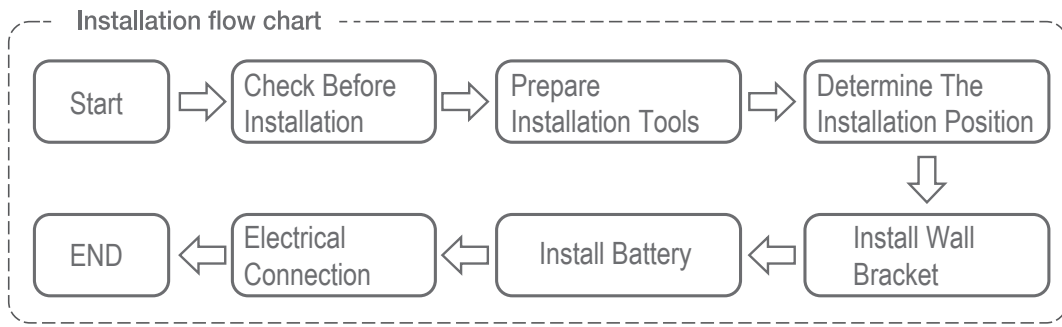 Installation flow chart
Start
Check Before
Installation
Prepare
Installation Tools
Determine The
Installation Position
Install Wall
Bracket
Install Battery
Electrical
Connection
END